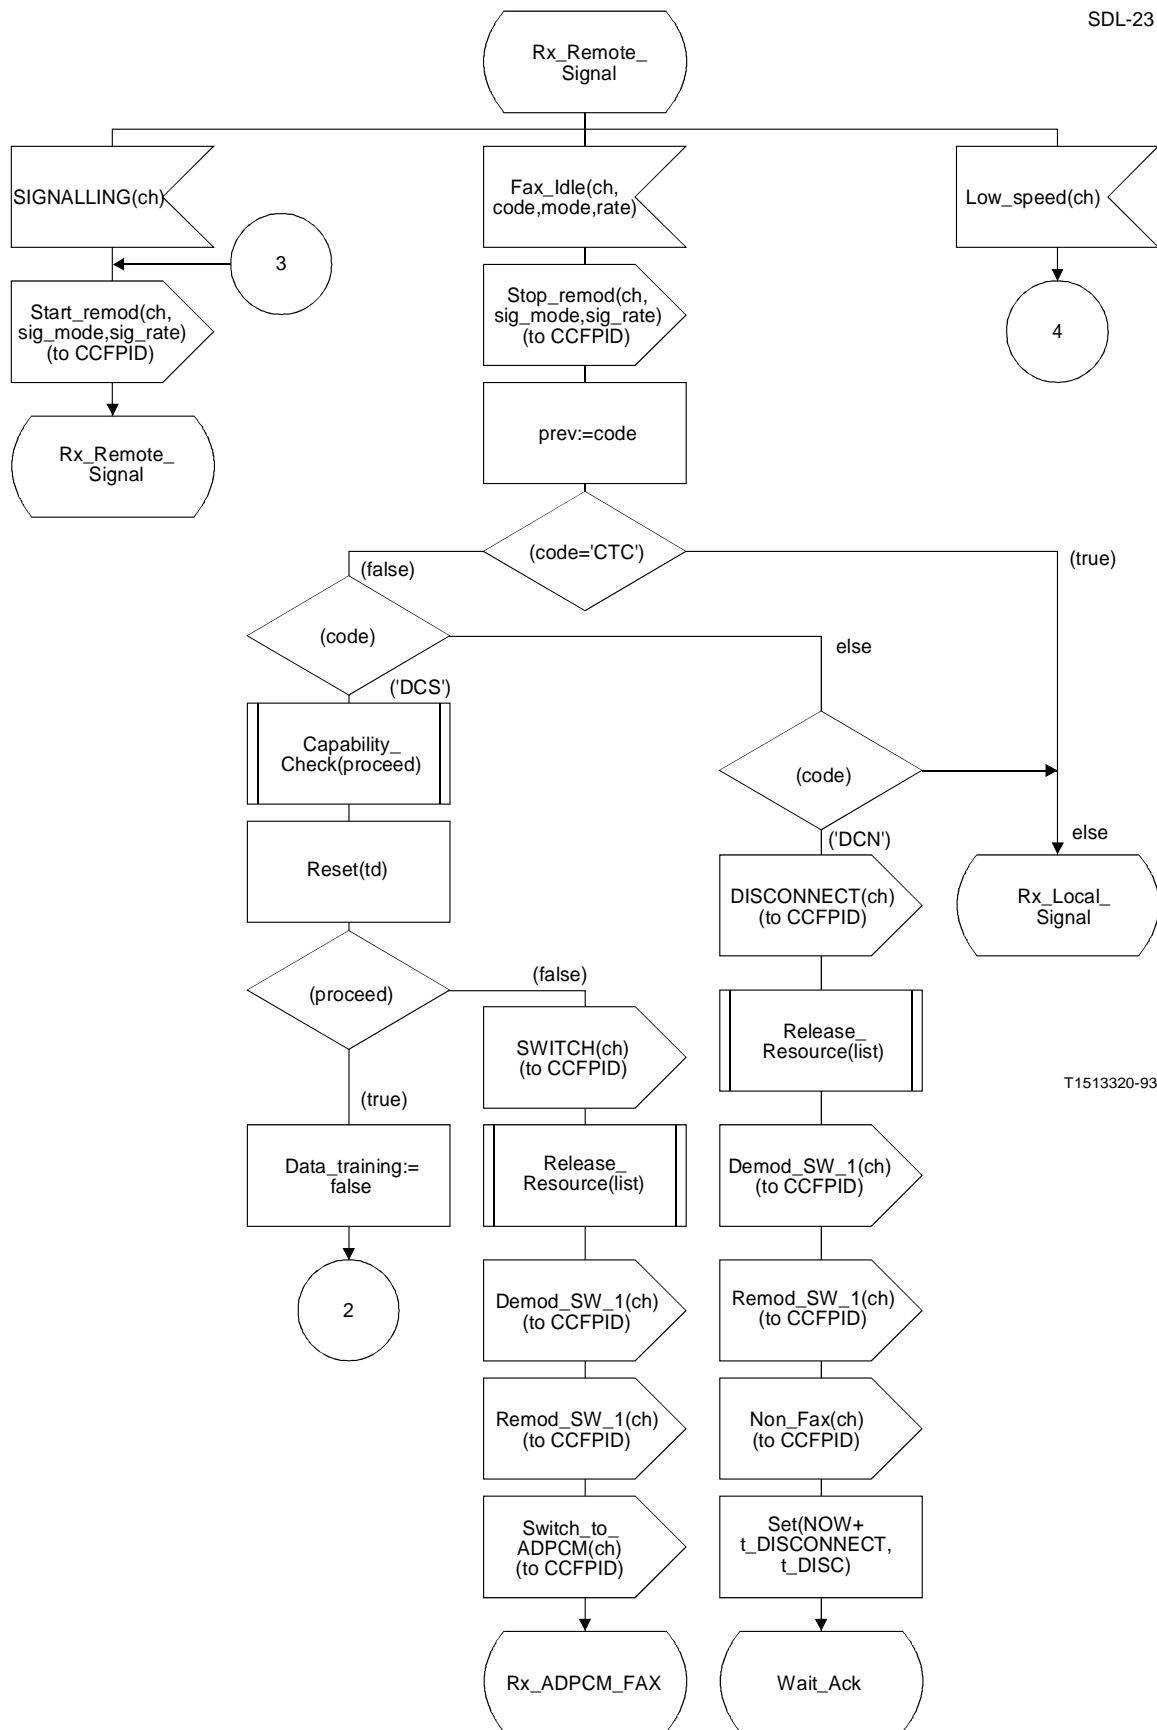 SDL-23
Rx_Remote_
Signal
SIGNALLING(ch)
Fax_Idle(ch,
code,mode,rate)
Low_speed(ch)
3
Start_remod(ch,
sig_mode,sig_rate)
(to CCFPID)
Stop_remod(ch,
sig_mode,sig_rate)
(to CCFPID)
4
Rx_Remote_
Signal
prev:=code
(code='CTC')
(false)
(true)
(code)
else
('DCS')
Capability_
Check(proceed)
(code)
('DCN')
else
Reset(td)
DISCONNECT(ch)
(to CCFPID)
Rx_Local_
Signal
(proceed)
(false)
(true)
SWITCH(ch)
(to CCFPID)
Release_
Resource(list)
T1513320-93
Data_training:=
false
Release_
Resource(list)
Demod_SW_1(ch)
(to CCFPID)
2
Demod_SW_1(ch)
(to CCFPID)
Remod_SW_1(ch)
(to CCFPID)
Remod_SW_1(ch)
(to CCFPID)
Non_Fax(ch)
(to CCFPID)
Switch_to_
ADPCM(ch)
(to CCFPID)
Set(NOW+
t_DISCONNECT,
t_DISC)
Rx_ADPCM_FAX
Wait_Ack